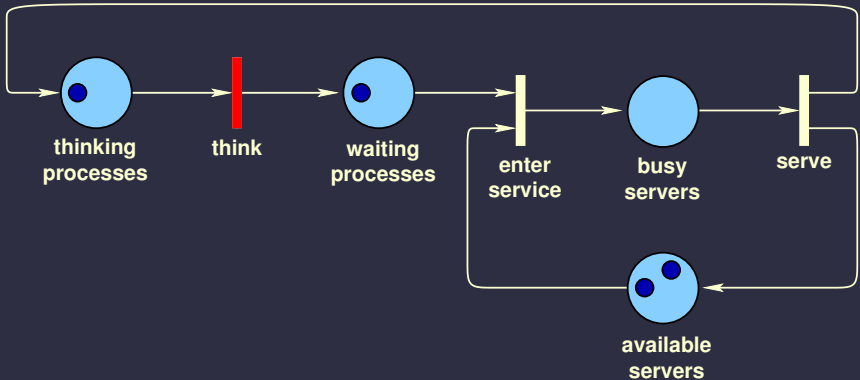 thinking
processes
think
waiting
processes
enter
service
busy
servers
serve
available
servers